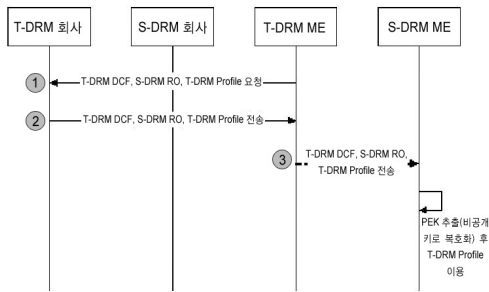 T-DRM 회사
S-DRM 회사
T-DRM ME
S-DRM ME
1
T-DRM DCF, S-DRM RO, T-DRM Profile 요청
2
T-DRM DCF, S-DRM RO, T-DRM Profile 전송
3
T-DRM DCF, S-DRM RO,
T-DRM Profile 전송
PEK 추출(비공개
키로 복호화) 후
T-DRM Profile
이용